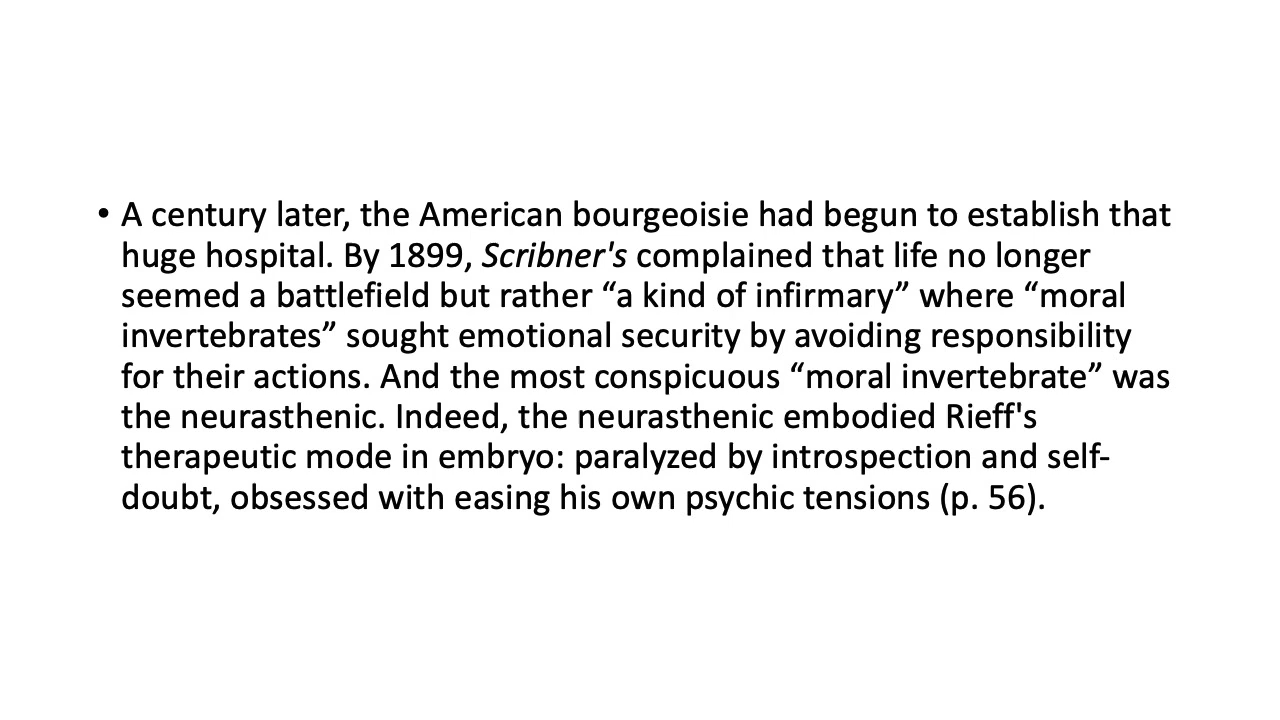 • A century later, the American bourgeoisie had begun to establish that
huge hospital. By 1899, Scribner's complained that life no longer
seemed a battlefield but rather “a kind of infirmary” where “moral
invertebrates” sought emotional security by avoiding responsibility
for their actions. And the most conspicuous “moral invertebrate” was
the neurasthenic. Indeed, the neurasthenic embodied Rieff's
therapeutic mode in embryo: paralyzed by introspection and self-
doubt, obsessed with easing his own psychic tensions (p. 56).